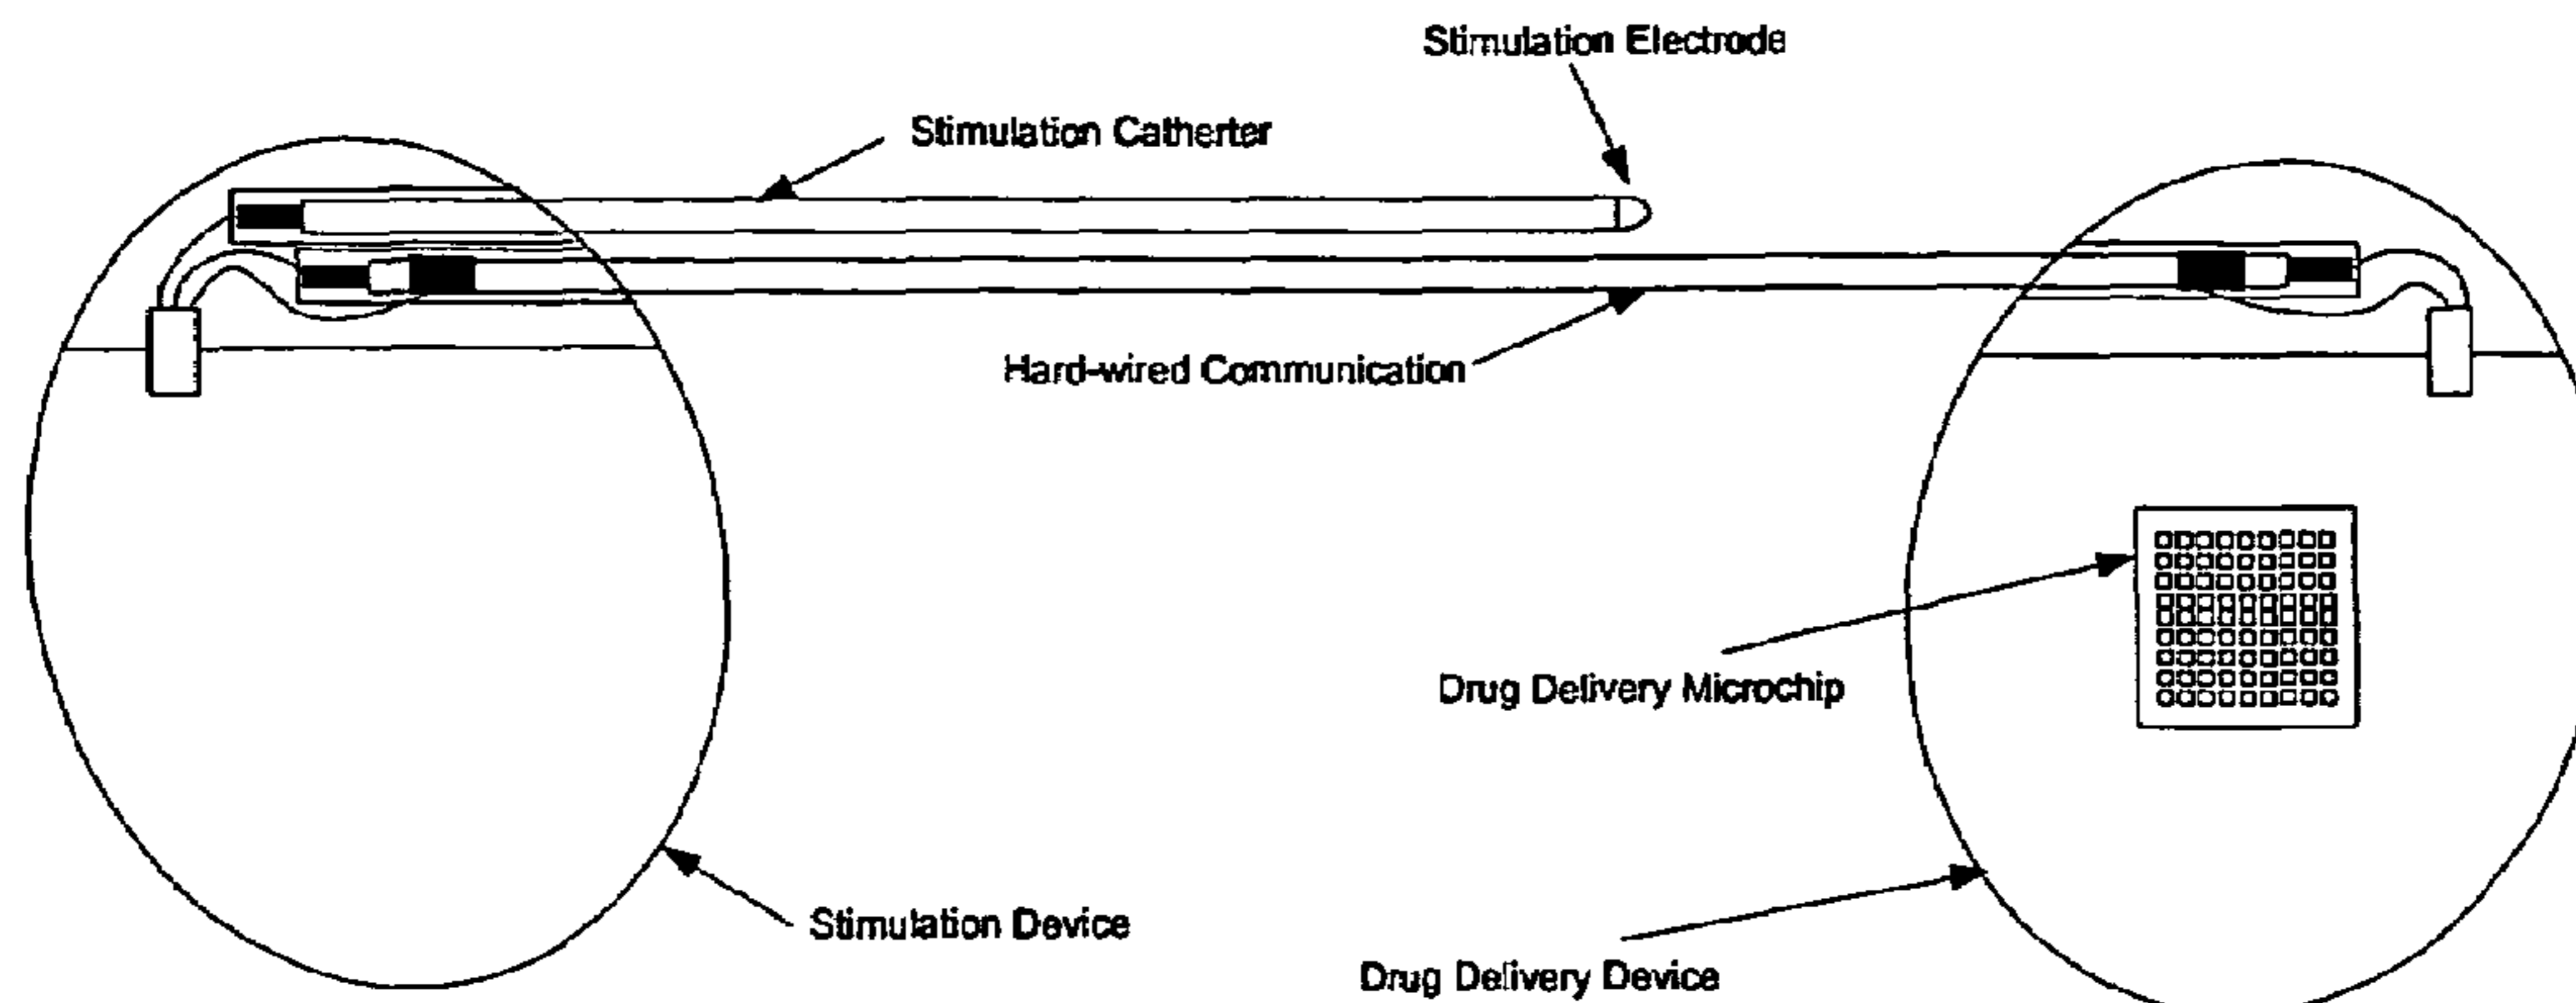 Stimulation Electrode
Stimulation Catherter
Hard-wired Communication
Drug Delivery Microchip
Stimulation Device
Drug Delivery Device